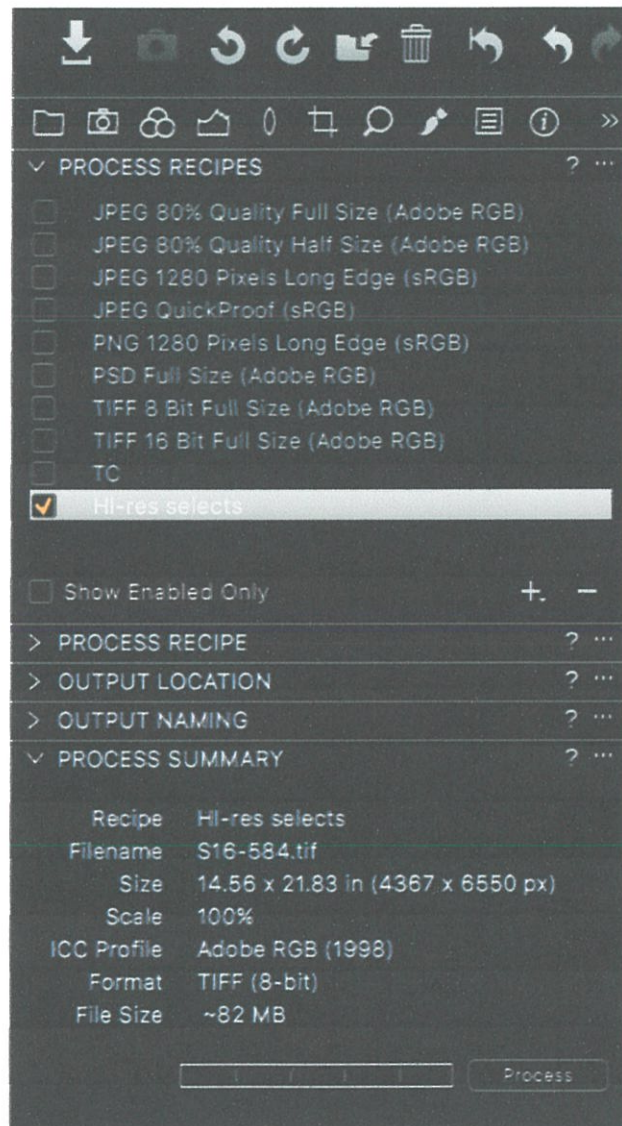 PROCESS RECIPES ? ...
JPEG 80% Quality Full Size (Adobe RGB)
JPEG 80% Quality Half Size (Adobe RGB)
JPEG 1280 Pixels Long Edge (sRGB)
JPEG QuickProof (sRGB)
PNG 1280 Pixels Long Edge (sRGB)
PSD Full Size (Adobe RGB)
TIFF 8 Bit Full Size (Adobe RGB)
TIFF 16 Bit Full Size (Adobe RGB)
TC
HI-res selects
Show Enabled Only
PROCESS RECIPE ? ...
OUTPUT LOCATION ? ...
OUTPUT NAMING ? ...
PROCESS SUMMARY ? ...
Recipe HI-res selects
Filename S16-584.tif
Size 14.56 x 21.83 in (4367 x 6550 px)
Scale 100%
ICC Profile Adobe RGB (1998)
Format TIFF (8-bit)
File Size ~82 MB
Process